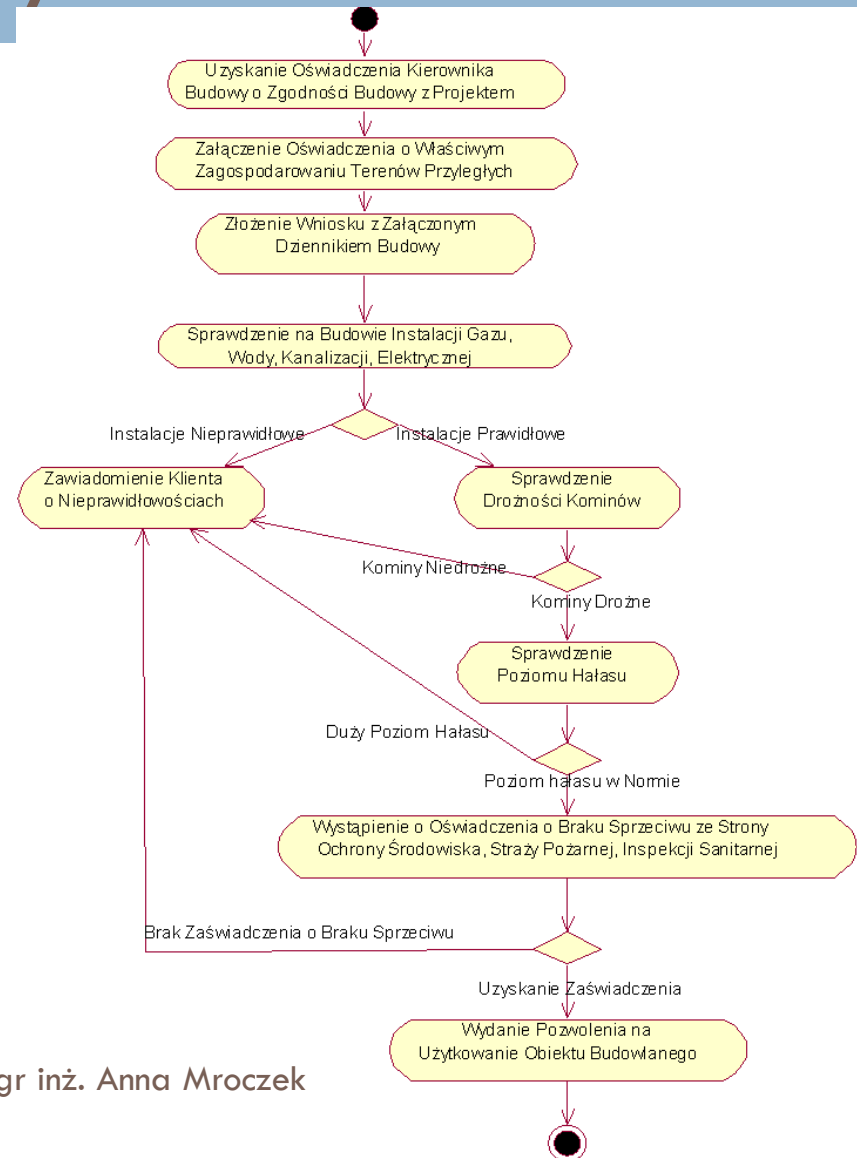 Uzyskanie Oświadczenia Kierownika
Budowy o Zgodności Budowy z Projektem
Załączenie Oświadczenia o Właściwym
Zagospodarowaniu Terenów Przyległych
Złożenie Wniosku z Załączonym
Dziennikiem Budowy
Sprawdzenie na Budowie Instalacji Gazu,
Wody, Kanalizacji, Elektrycznej
Instalacje Nieprawidłowe
Instalacje Prawidłowe
Zawiadomienie Klienta
o Nieprawidłowościach
Sprawdzenie
Drożności Kominów
Kominy Niedrożne
Kominy Drożne
Sprawdzenie
Poziomu Hałasu
Duży Poziom Hałasu
Poziom hałasu w Normie
Wystąpienie o Oświadczenia o Braku Sprzeciwu ze Strony
Ochrony Środowiska, Straży Pożarnej, Inspekcji Sanitarnej
Brak Zaświadczenia o Braku Sprzeciwu
Uzyskanie Zaświadczenia
Wydanie Pozwolenia na
Użytkowanie Obiektu Budowlanego
gr inż. Anna Mroczek